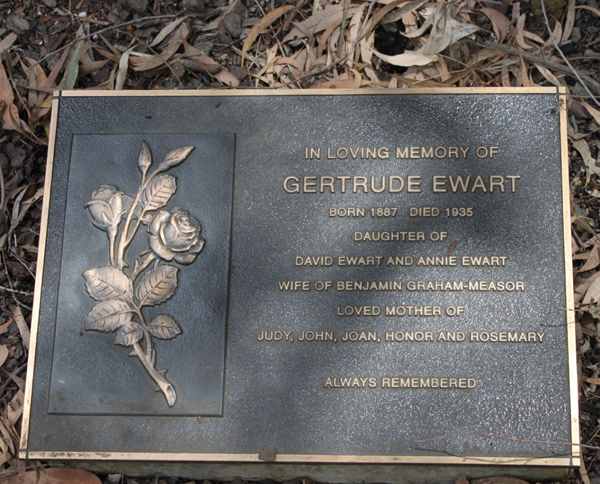 IN LOVING MEMORY OF
GERTRUDE EWART
BORN 1887 DIED 1935
DAUGHTER OF
DAVID EWART AND ANNIE EWART
WIFE OF BENJAMIN GRAHAM-MEASOR
LOVED MOTHER OF
JUDY, JOHN, JOAN, HONOR AND ROSEMARY
ALWAYS REMEMBERED